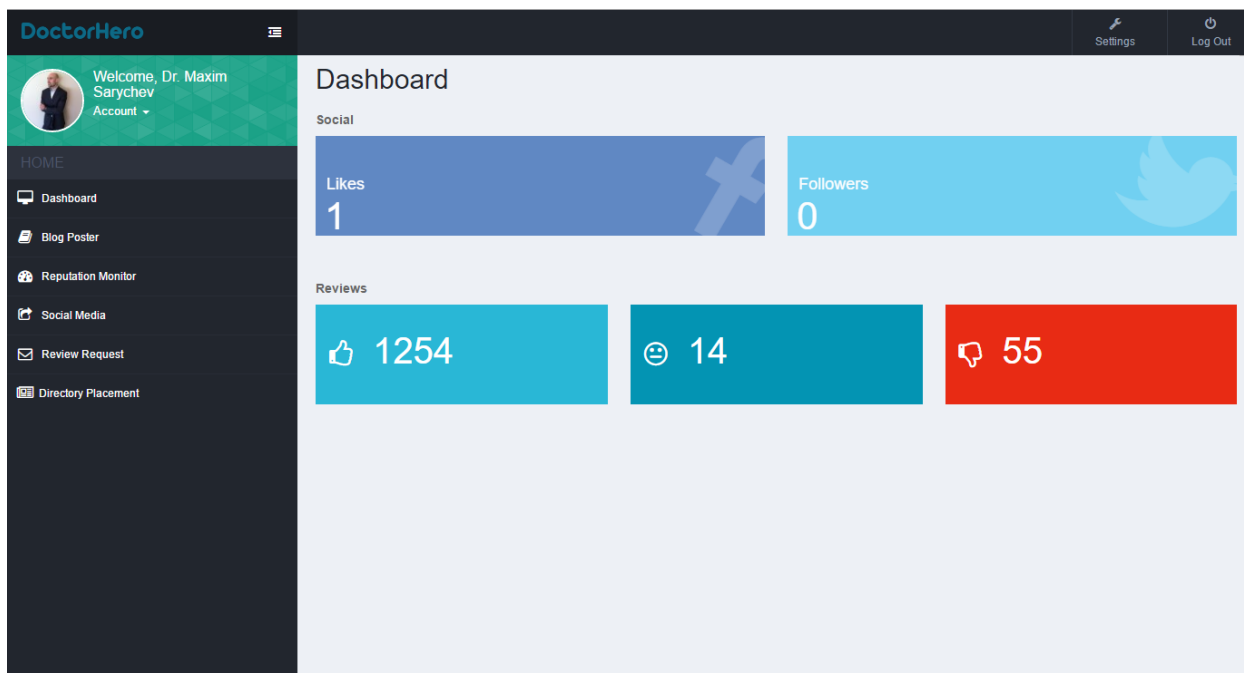 DoctorHero
Settings
Log Out
Welcome, Dr. Maxim
Sarychev
Account
HOME
Dashboard
Blog Poster
Reputation Monitor
Social Media
Review Request
Directory Placement
Dashboard
Social
Likes
1
Followers
0
Reviews
1254
14
55